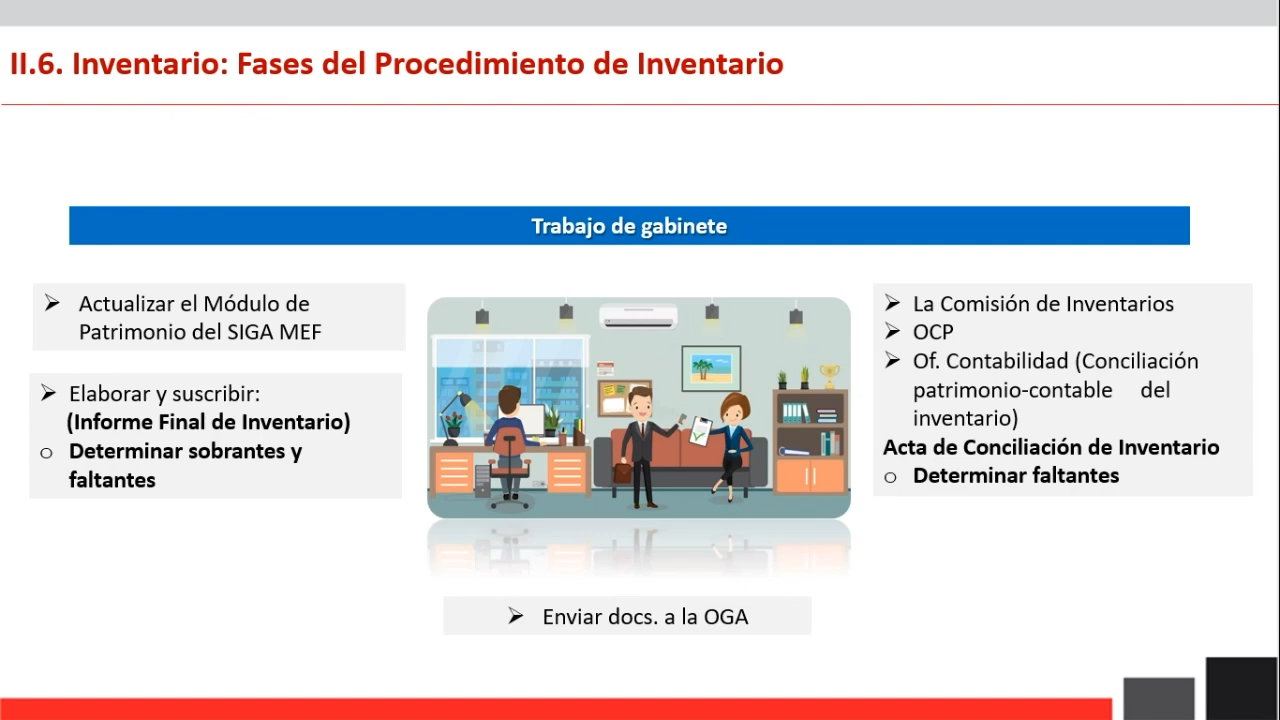 II.6. Inventario: Fases del Procedimiento de Inventario
Trabajo de gabinete
➢ Actualizar el Módulo de
Patrimonio del SIGA MEF
➢ Elaborar y suscribir:
(Informe Final de Inventario)
o Determinar sobrantes y
faltantes
➢ La Comisión de Inventarios
➢ OCP
➢ Of. Contabilidad (Conciliación
patrimonio-contable del
inventario)
Acta de Conciliación de Inventario
o Determinar faltantes
➢ Enviar docs. a la OGA